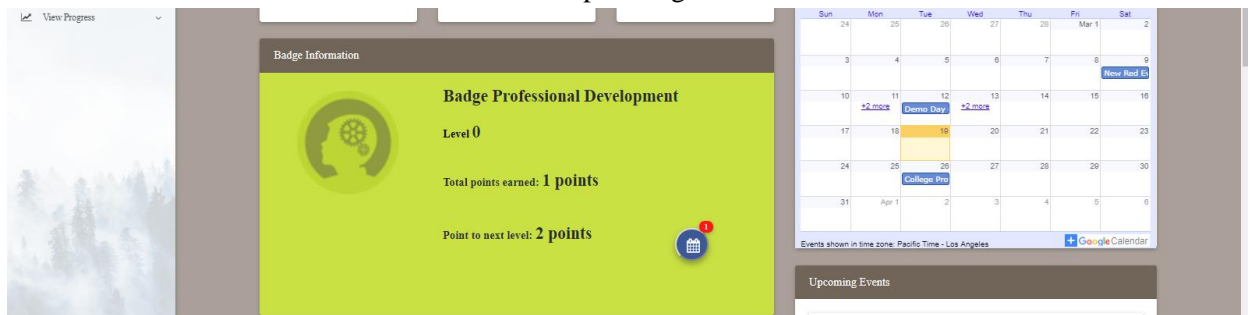 View Progress
Badge Information
Badge Professional Development
Level 0
Total points earned: 1 points
Point to next level: 2 points
1
Sun Mon Tue Wed Thu Fri Sat
24 25 26 27 28 Mar 1 2
3 4 5 6 7 8 9
New Red Ev
10 11 12 13 14 15 16
+2 more Demo Day +2 more
17 18 19 20 21 22 23
24 25 26 27 28 29 30
College Pro
31 Apr 1 2 3 4 5 6
Events shown in time zone: Pacific Time - Los Angeles
+ Google Calendar
Upcoming Events